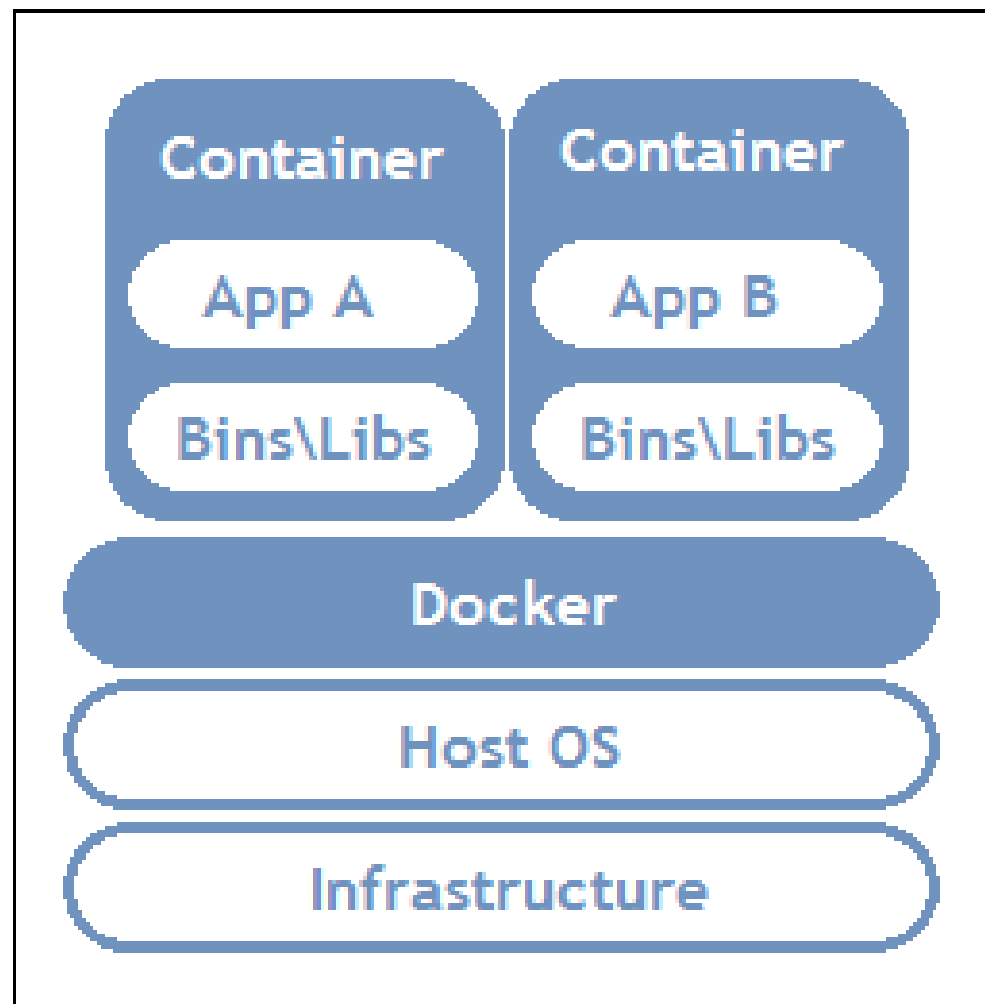 Container
App A
Bins\Libs
Container
App B
Bins\Libs
Docker
Host OS
Infrastructure